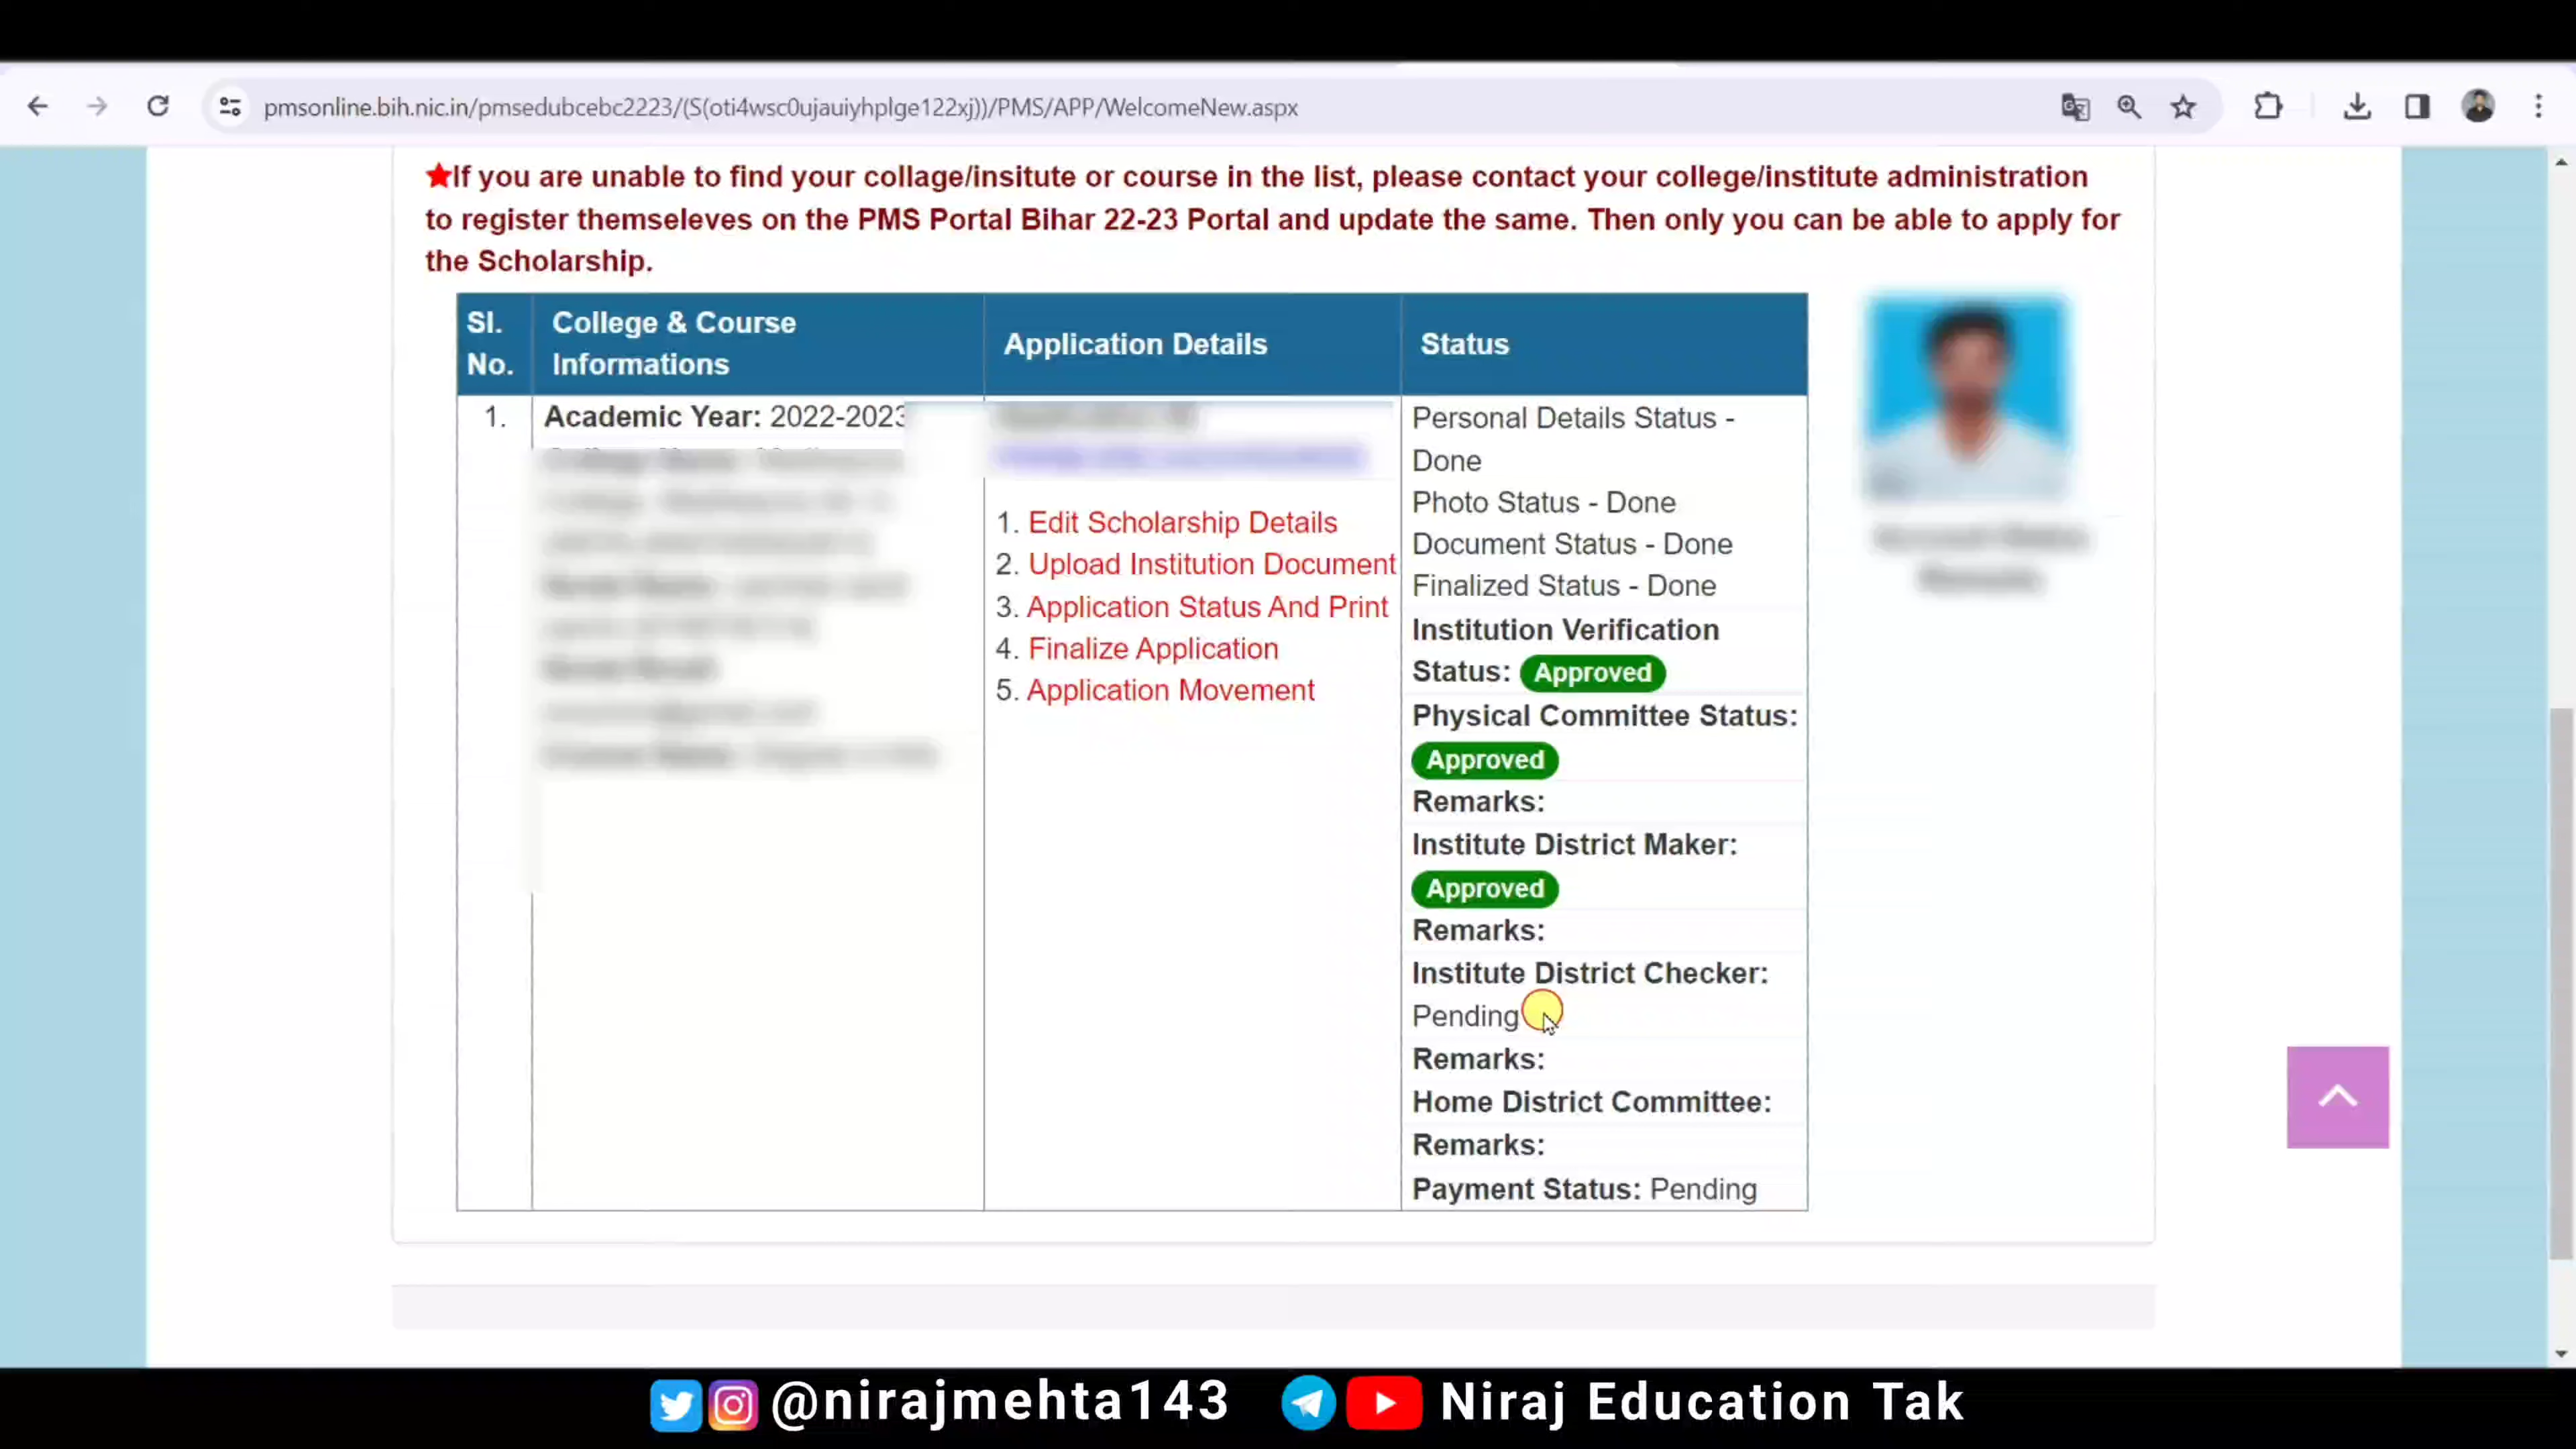 pmsonline.bih.nic.in/pmsedubcebc2223/(S(oti4wsc0ujauiyhplge122xj))/PMS/APP/WelcomeNew.aspx
If you are unable to find your collage/insitute or course in the list, please contact your college/institute administration
to register themseleves on the PMS Portal Bihar 22-23 Portal and update the same. Then only you can be able to apply for
the Scholarship.
Sl. No.
College & Course Informations
Application Details
Status
1.
Academic Year: 2022-2023
1. Edit Scholarship Details
2. Upload Institution Document
3. Application Status And Print
4. Finalize Application
5. Application Movement
Personal Details Status -
Done
Photo Status - Done
Document Status - Done
Finalized Status - Done
Institution Verification
Status: Approved
Physical Committee Status:
Approved
Remarks:
Institute District Maker:
Approved
Remarks:
Institute District Checker:
Pending
Remarks:
Home District Committee:
Remarks:
Payment Status: Pending
@nirajmehta143 Niraj Education Tak